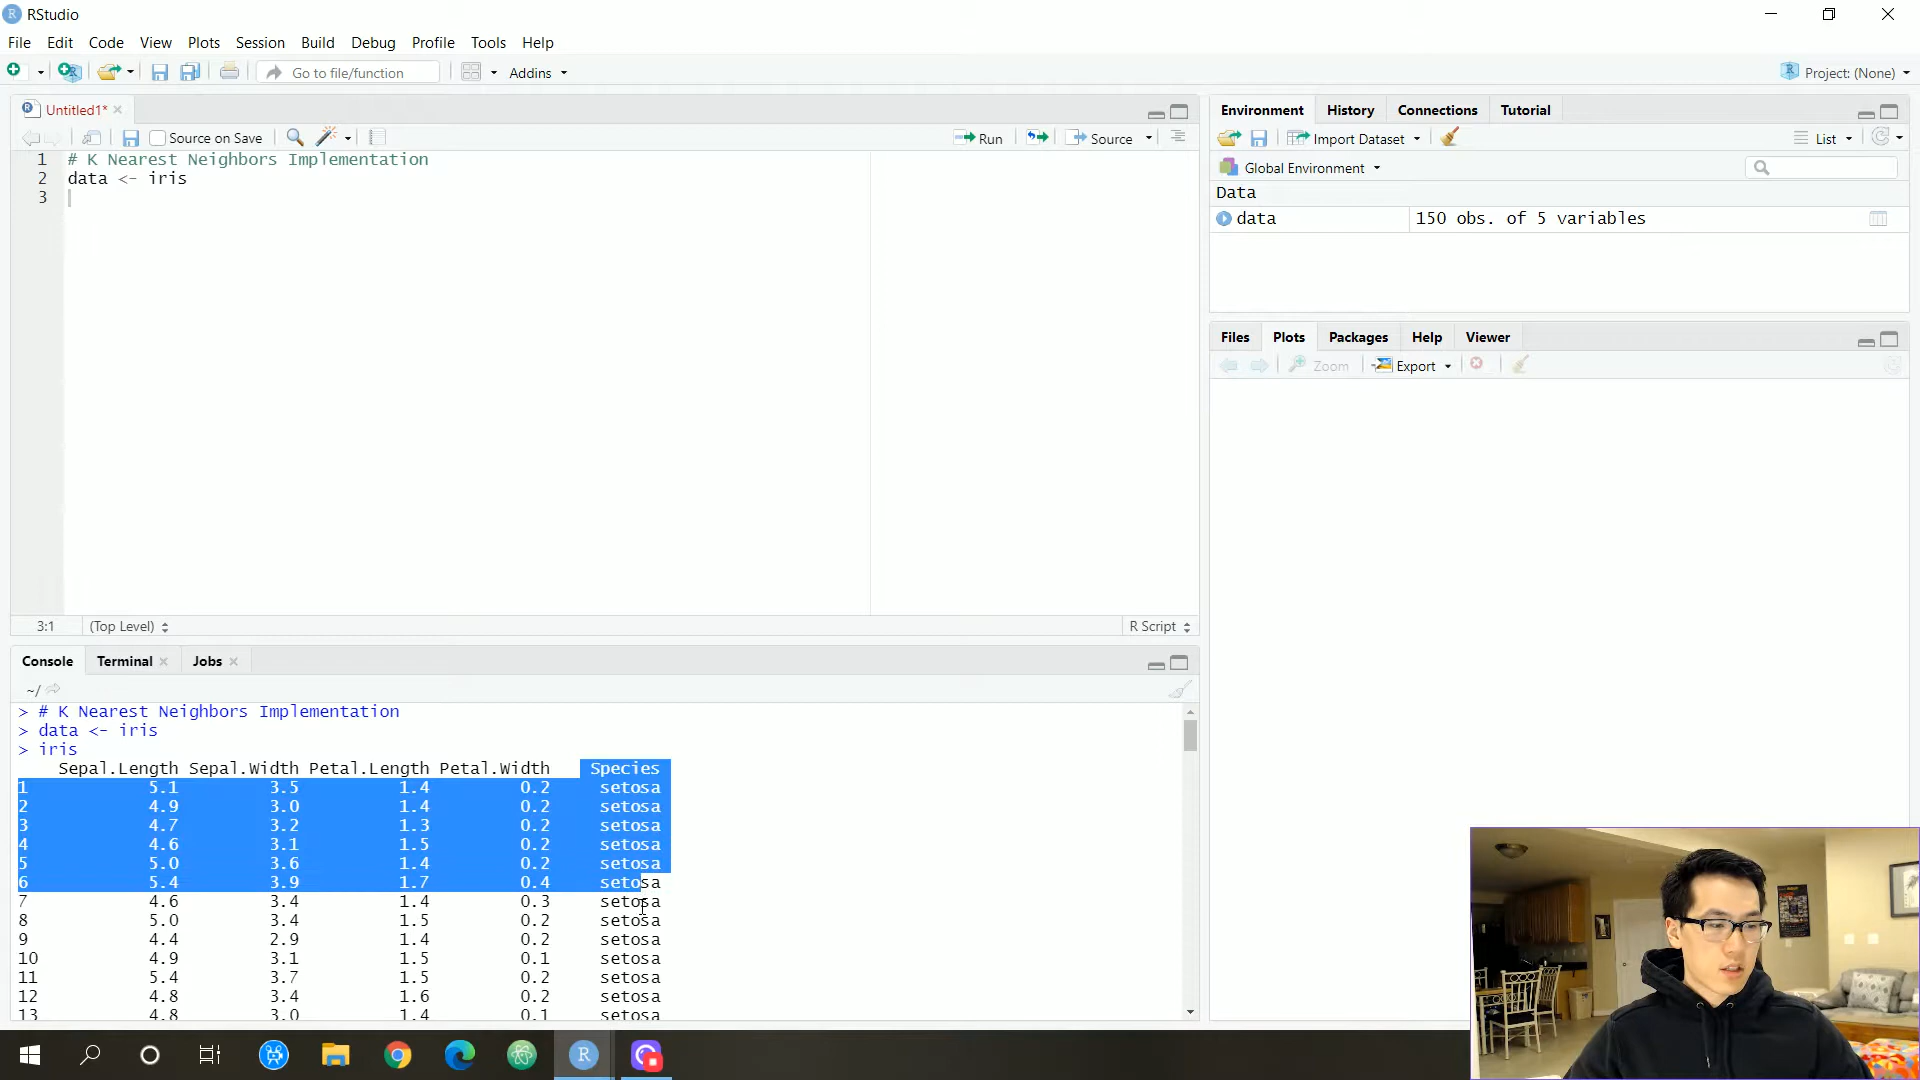 RStudio
File Edit Code View Plots Session Build Debug Profile Tools Help
Go to file/function Addins Project: (None)
Untitled1*
Source on Save Run Source
1 # K Nearest Neighbors Implementation
2 data <- iris
3
3:1 (Top Level) R Script
Console Terminal Jobs
~/
> # K Nearest Neighbors Implementation
> data <- iris
> iris
Sepal.Length Sepal.Width Petal.Length Petal.Width Species
1 5.1 3.5 1.4 0.2 setosa
2 4.9 3.0 1.4 0.2 setosa
3 4.7 3.2 1.3 0.2 setosa
4 4.6 3.1 1.5 0.2 setosa
5 5.0 3.6 1.4 0.2 setosa
6 5.4 3.9 1.7 0.4 setosa
7 4.6 3.4 1.4 0.3 setosa
8 5.0 3.4 1.5 0.2 setosa
9 4.4 2.9 1.4 0.2 setosa
10 4.9 3.1 1.5 0.1 setosa
11 5.4 3.7 1.5 0.2 setosa
12 4.8 3.4 1.6 0.2 setosa
13 4.8 3.0 1.4 0.1 setosa
Environment History Connections Tutorial
Import Dataset List
Global Environment
Data
data 150 obs. of 5 variables
Files Plots Packages Help Viewer
Zoom Export